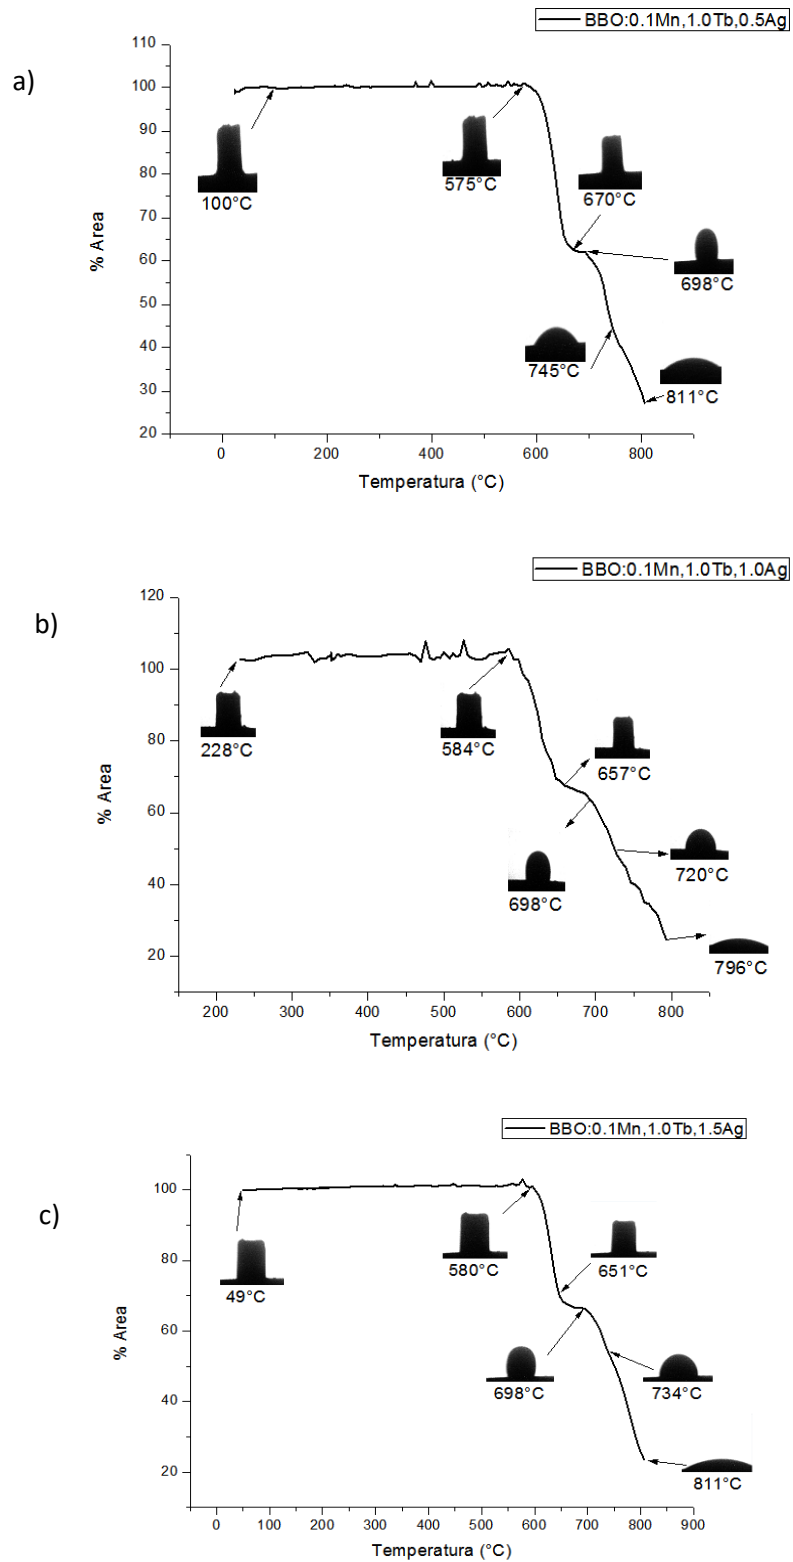 BBO:0.1Mn,1.0Tb,0.5Ag
a)
110
100
90
80
70
60
50
40
30
20
% Area
100°C
575°C
670°C
698°C
745°C
811°C
0 200 400 600 800
Temperatura (°C)
BBO:0.1Mn,1.0Tb,1.0Ag
b)
120
100
80
60
40
20
% Area
228°C
584°C
657°C
698°C
720°C
796°C
200 300 400 500 600 700 800
Temperatura (°C)
BBO:0.1Mn,1.0Tb,1.5Ag
c)
100
80
60
40
20
% Area
49°C
580°C
651°C
698°C
734°C
811°C
0 100 200 300 400 500 600 700 800 900
Temperatura (°C)